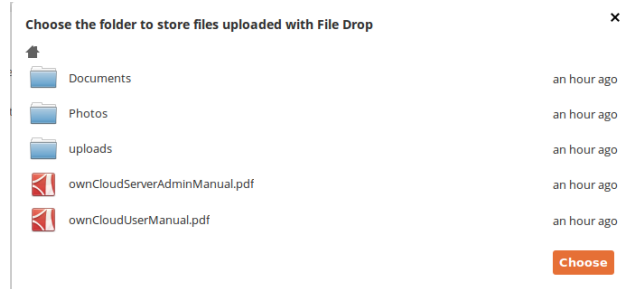 Choose the folder to store files uploaded with File Drop
Documents an hour ago
Photos an hour ago
uploads an hour ago
ownCloudServerAdminManual.pdf an hour ago
ownCloudUserManual.pdf an hour ago
Choose